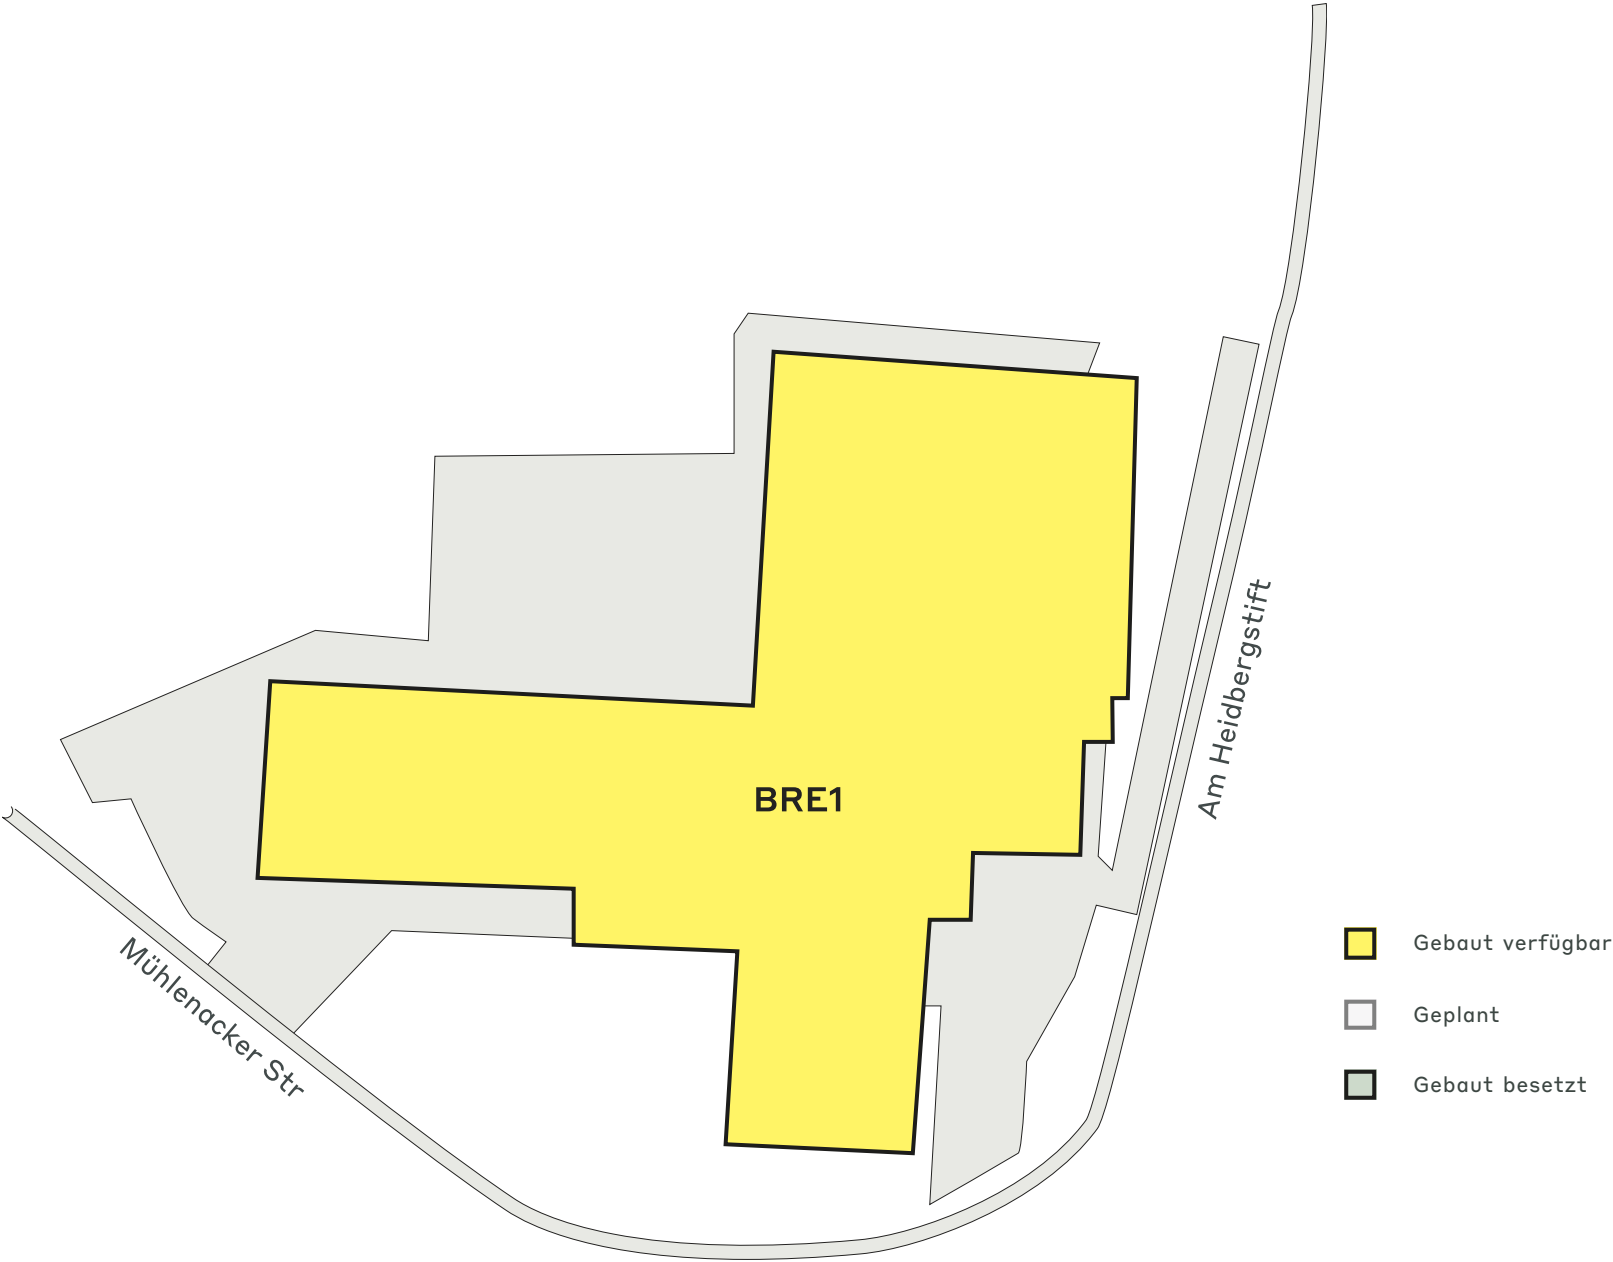 Am Heidbergstift
BRE1
Mühlenacker Str
Gebaut verfügbar
Geplant
Gebaut besetzt